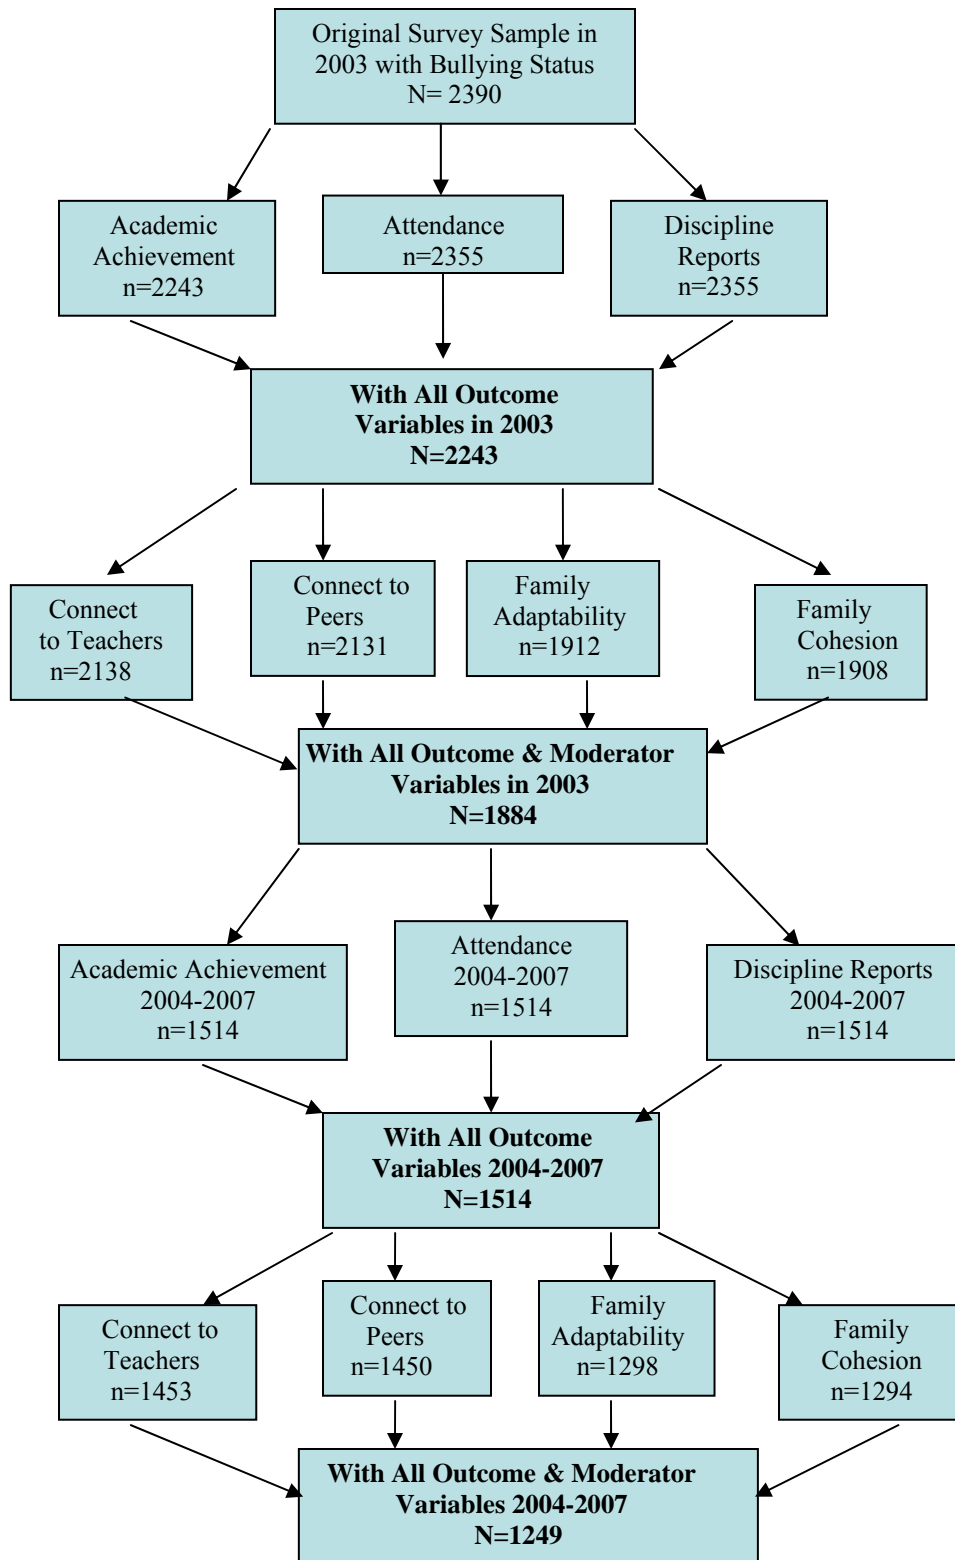 Original Survey Sample in
2003 with Bullying Status
N= 2390
Academic
Achievement
n=2243
Attendance
n=2355
Discipline
Reports
n=2355
With All Outcome
Variables in 2003
N=2243
Connect
to Teachers
n=2138
Connect to
Peers
n=2131
Family
Adaptability
n=1912
Family
Cohesion
n=1908
With All Outcome & Moderator
Variables in 2003
N=1884
Academic Achievement
2004-2007
n=1514
Attendance
2004-2007
n=1514
Discipline Reports
2004-2007
n=1514
With All Outcome
Variables 2004-2007
N=1514
Connect to
Teachers
n=1453
Connect to
Peers
n=1450
Family
Adaptability
n=1298
Family
Cohesion
n=1294
With All Outcome & Moderator
Variables 2004-2007
N=1249